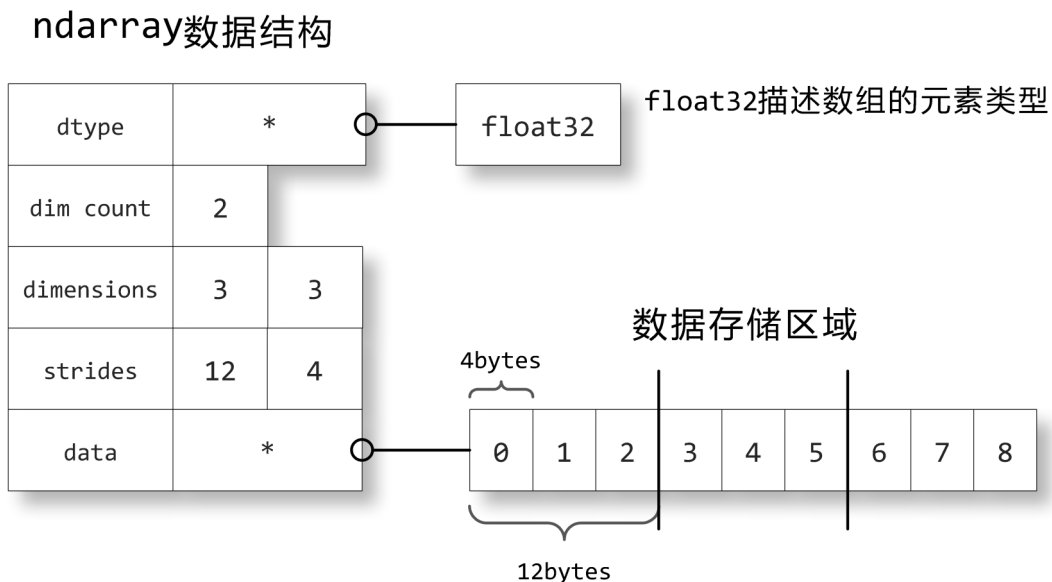 ndarray数据结构
dtype * float32 float32描述数组的元素类型
dim count 2
dimensions 3 3
数据存储区域
strides 12 4 4bytes
data * 0 1 2 3 4 5 6 7 8
12bytes